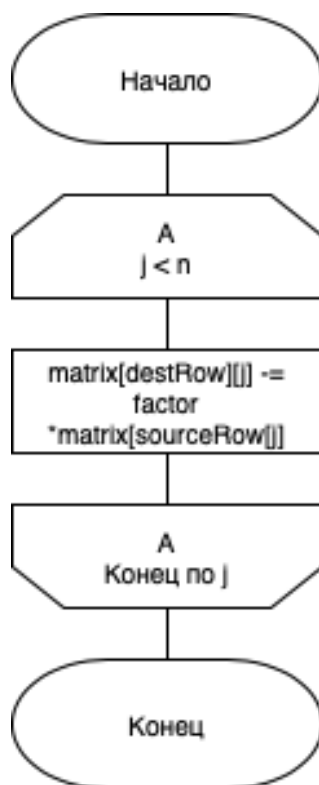 Начало
A
j < n
matrix[destRow][j] -=
factor
*matrix[sourceRow[j]
A
Конец по j
Конец